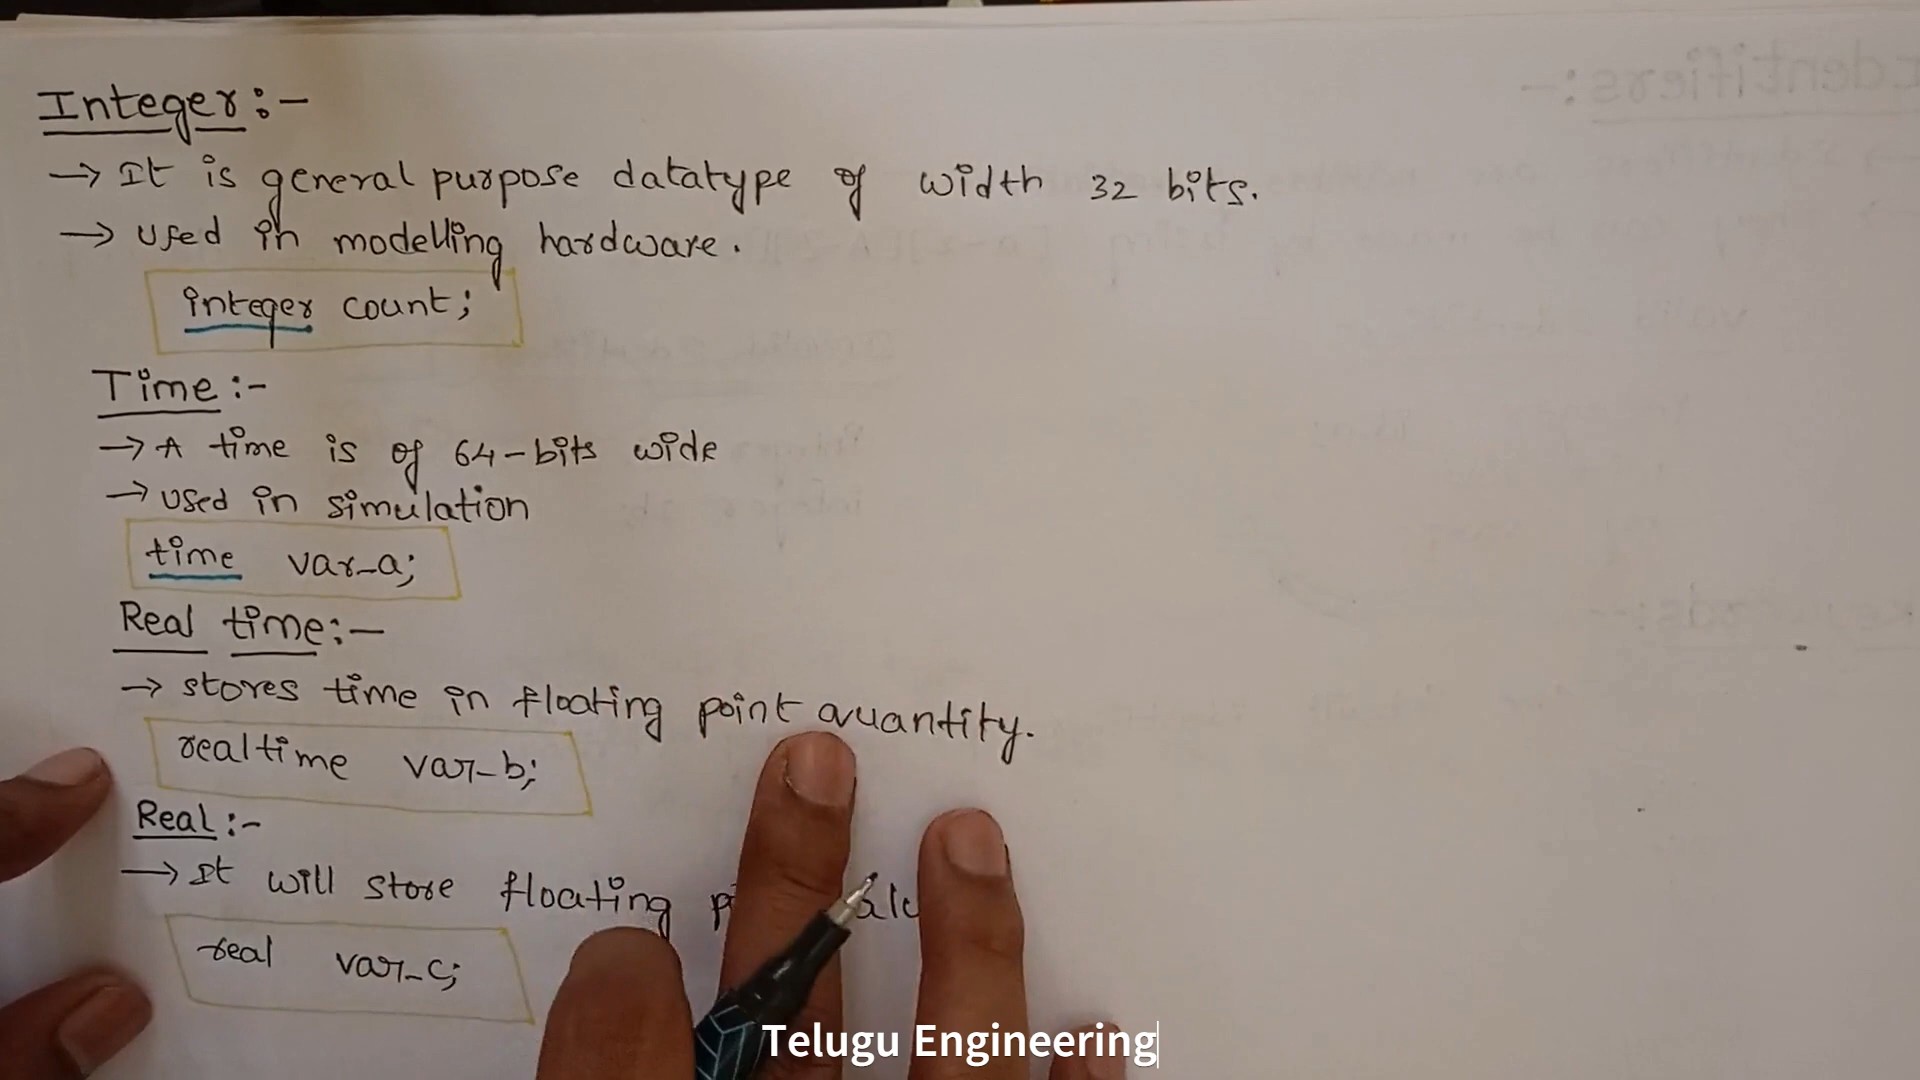 Integer:-
→ It is general purpose datatype of width 32 bits.
→ used in modelling hardware.
integer count;
Time:-
→ A time is of 64-bits wide
→ used in simulation
time var_a;
Real time:-
→ stores time in floating point quantity.
realtime var_b;
Real:-
→ It will store floating
real var_c;
Telugu Engineering